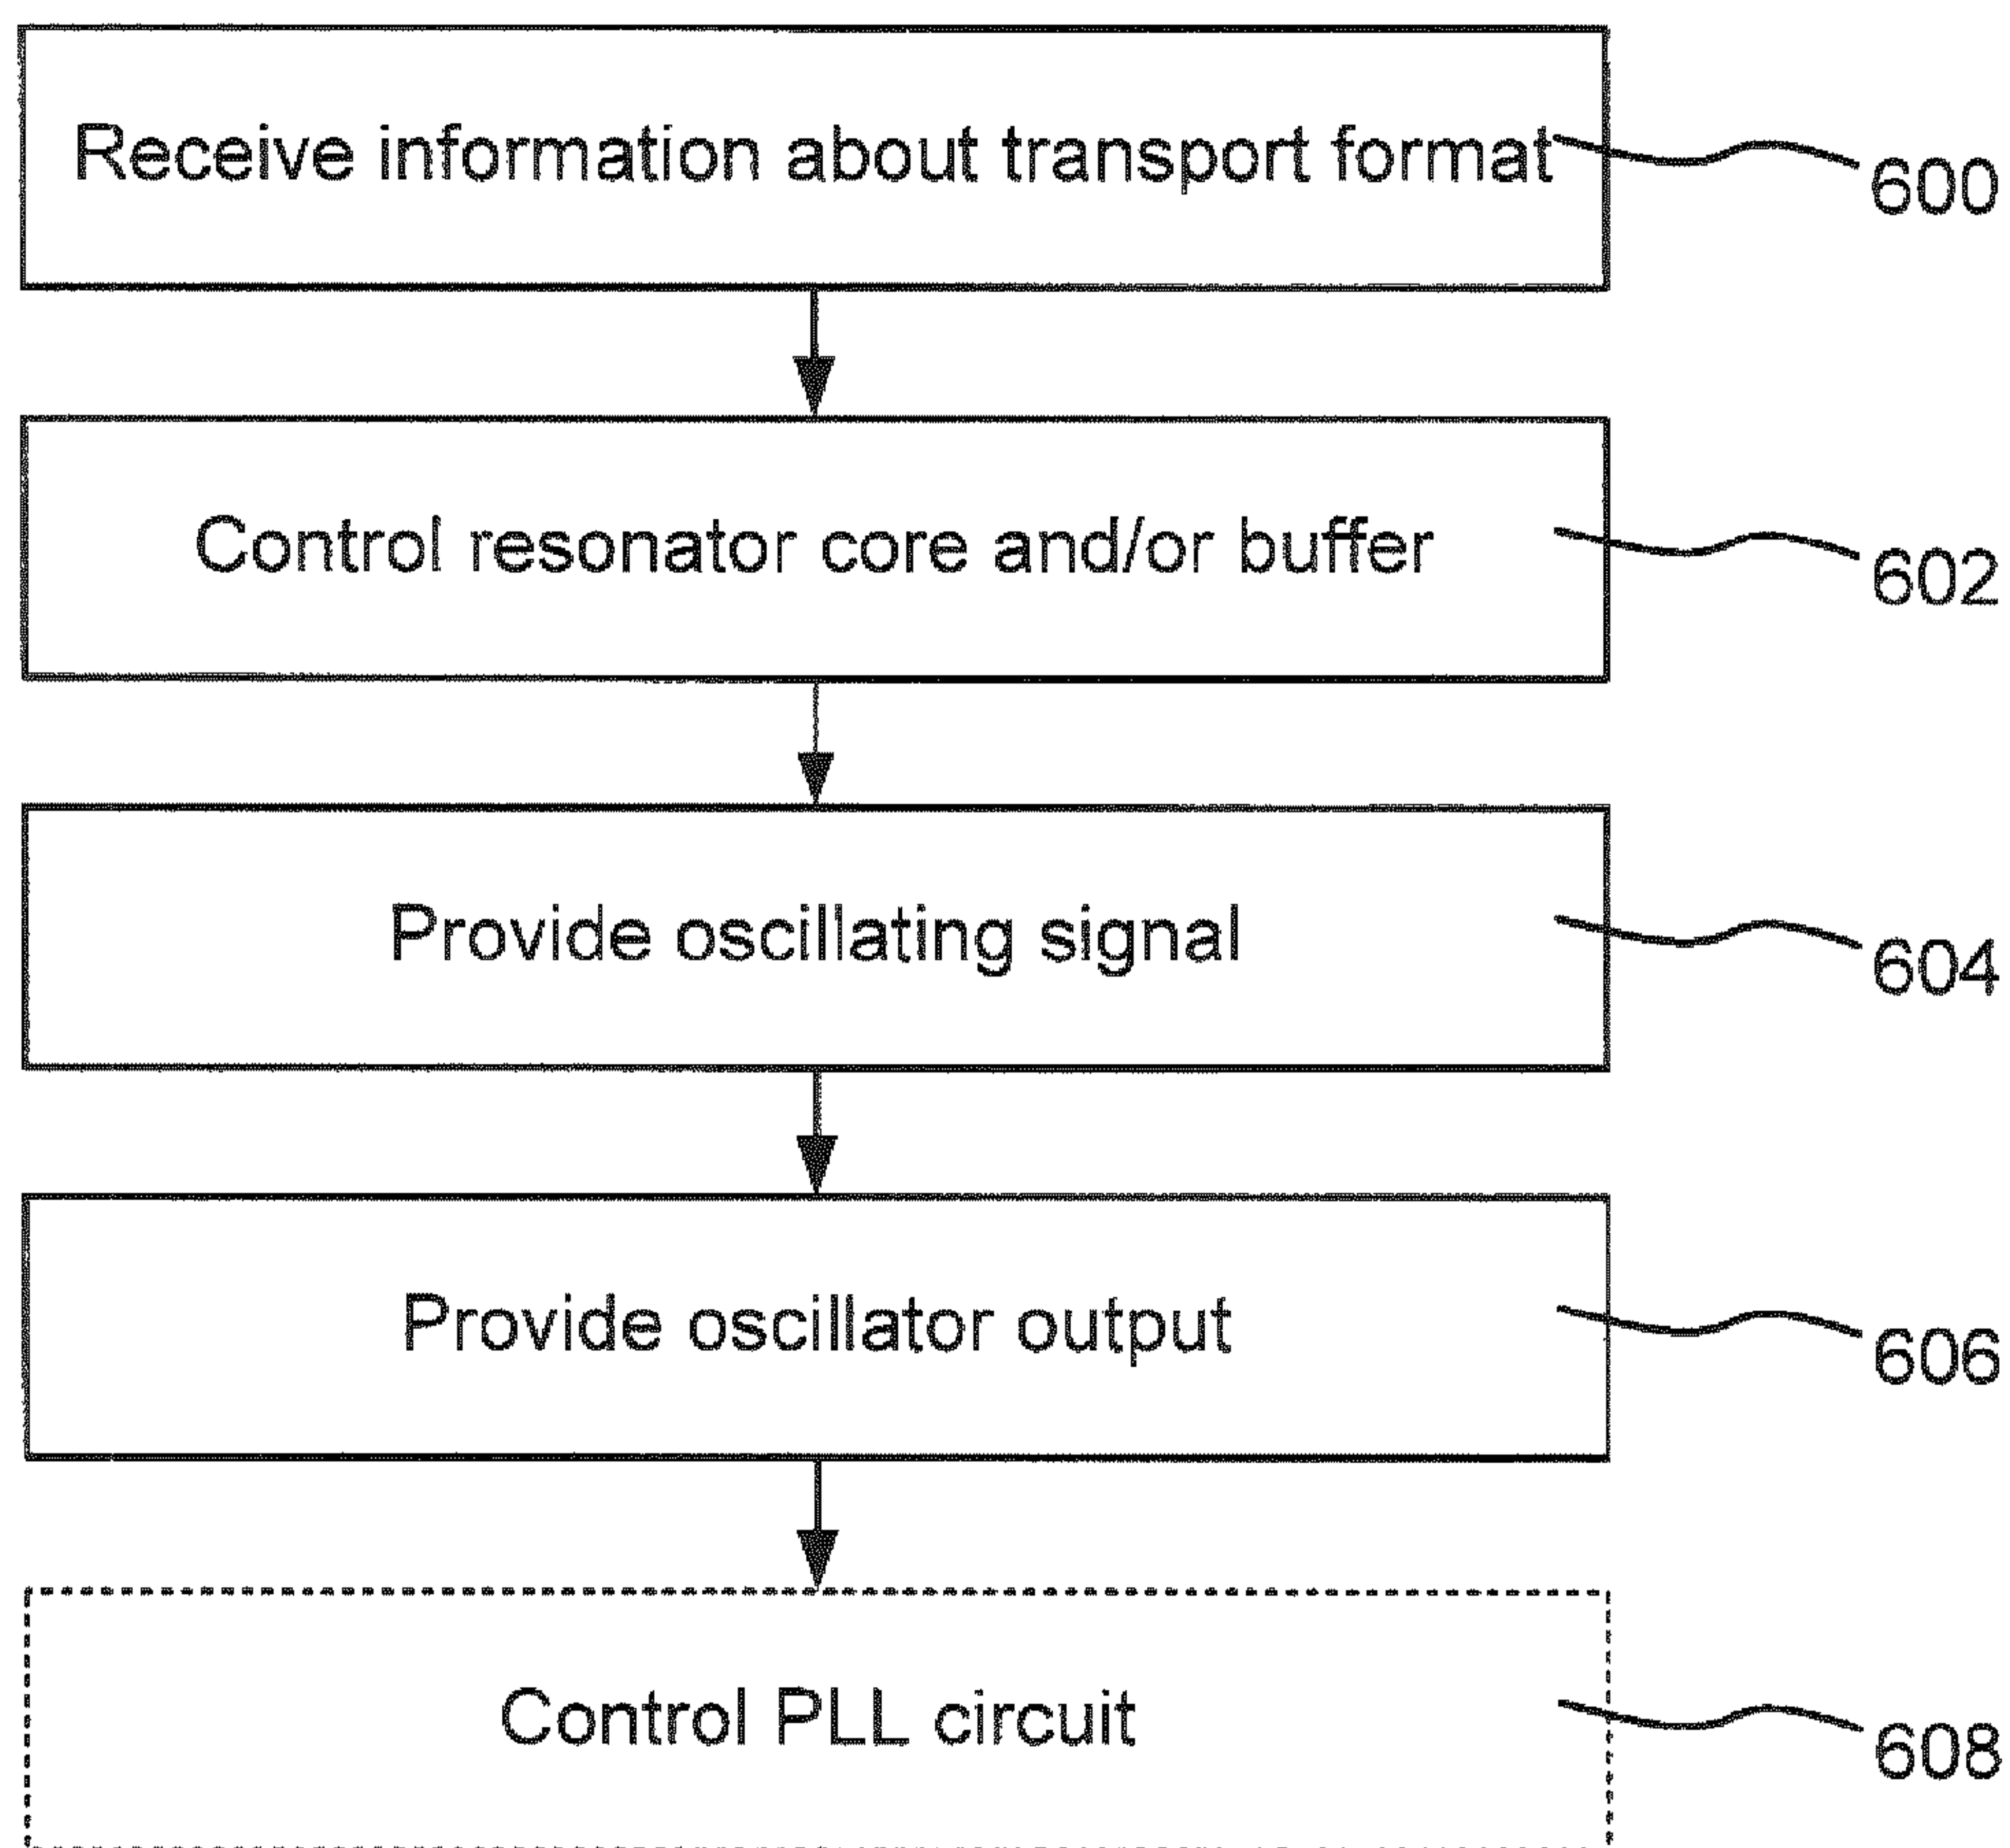 Receive information about transport format
600
Control resonator core and/or buffer
602
Provide oscillating signal
604
Provide oscillator output
606
Control PLL circuit
608